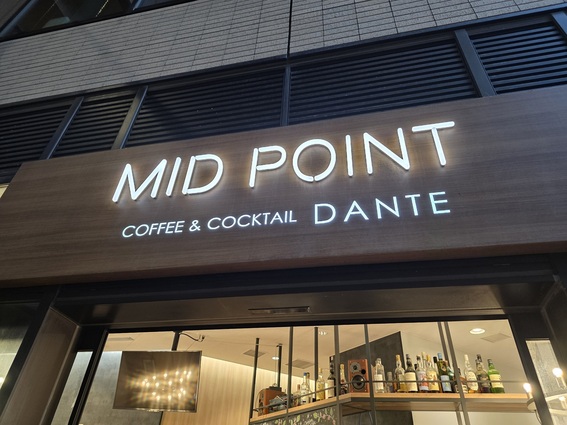 MID POINT
COFFEE & COCKTAIL DANTE